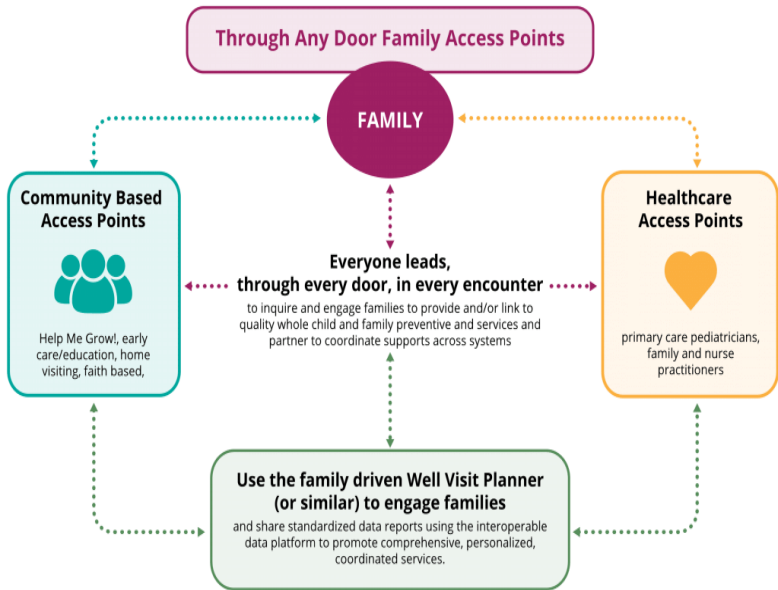 Through Any Door Family Access Points
FAMILY
Community Based
Access Points
Help Me Grow!, early
care/education, home
visiting, faith based,
Everyone leads,
through every door, in every encounter
to inquire and engage families to provide and/or link to
quality whole child and family preventive and services and
partner to coordinate supports across systems
Healthcare
Access Points
primary care pediatricians,
family and nurse
practitioners
Use the family driven Well Visit Planner
(or similar) to engage families
and share standardized data reports using the interoperable
data platform to promote comprehensive, personalized,
coordinated services.